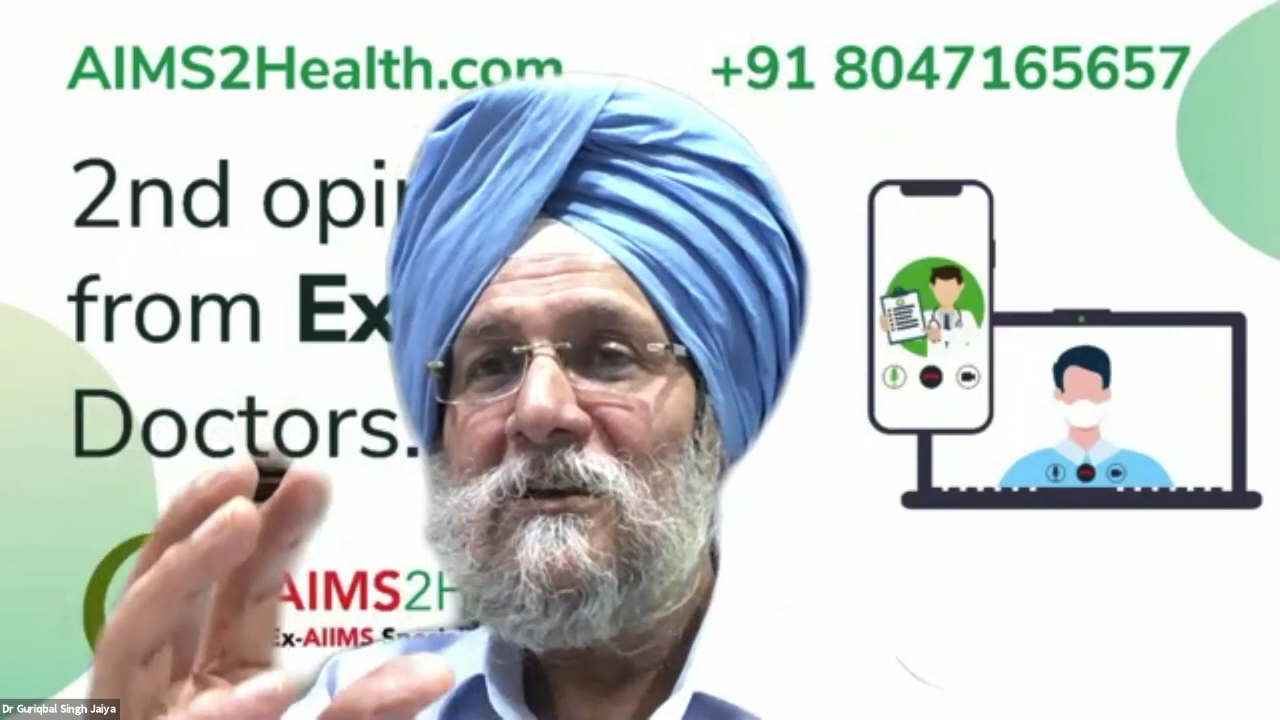 AIMS2Health.com +91 8047165657
2nd opi
from Ex
Doctors.
AIMS2H
Ex-AIIMS
Dr Guriqbal Singh Jaiya